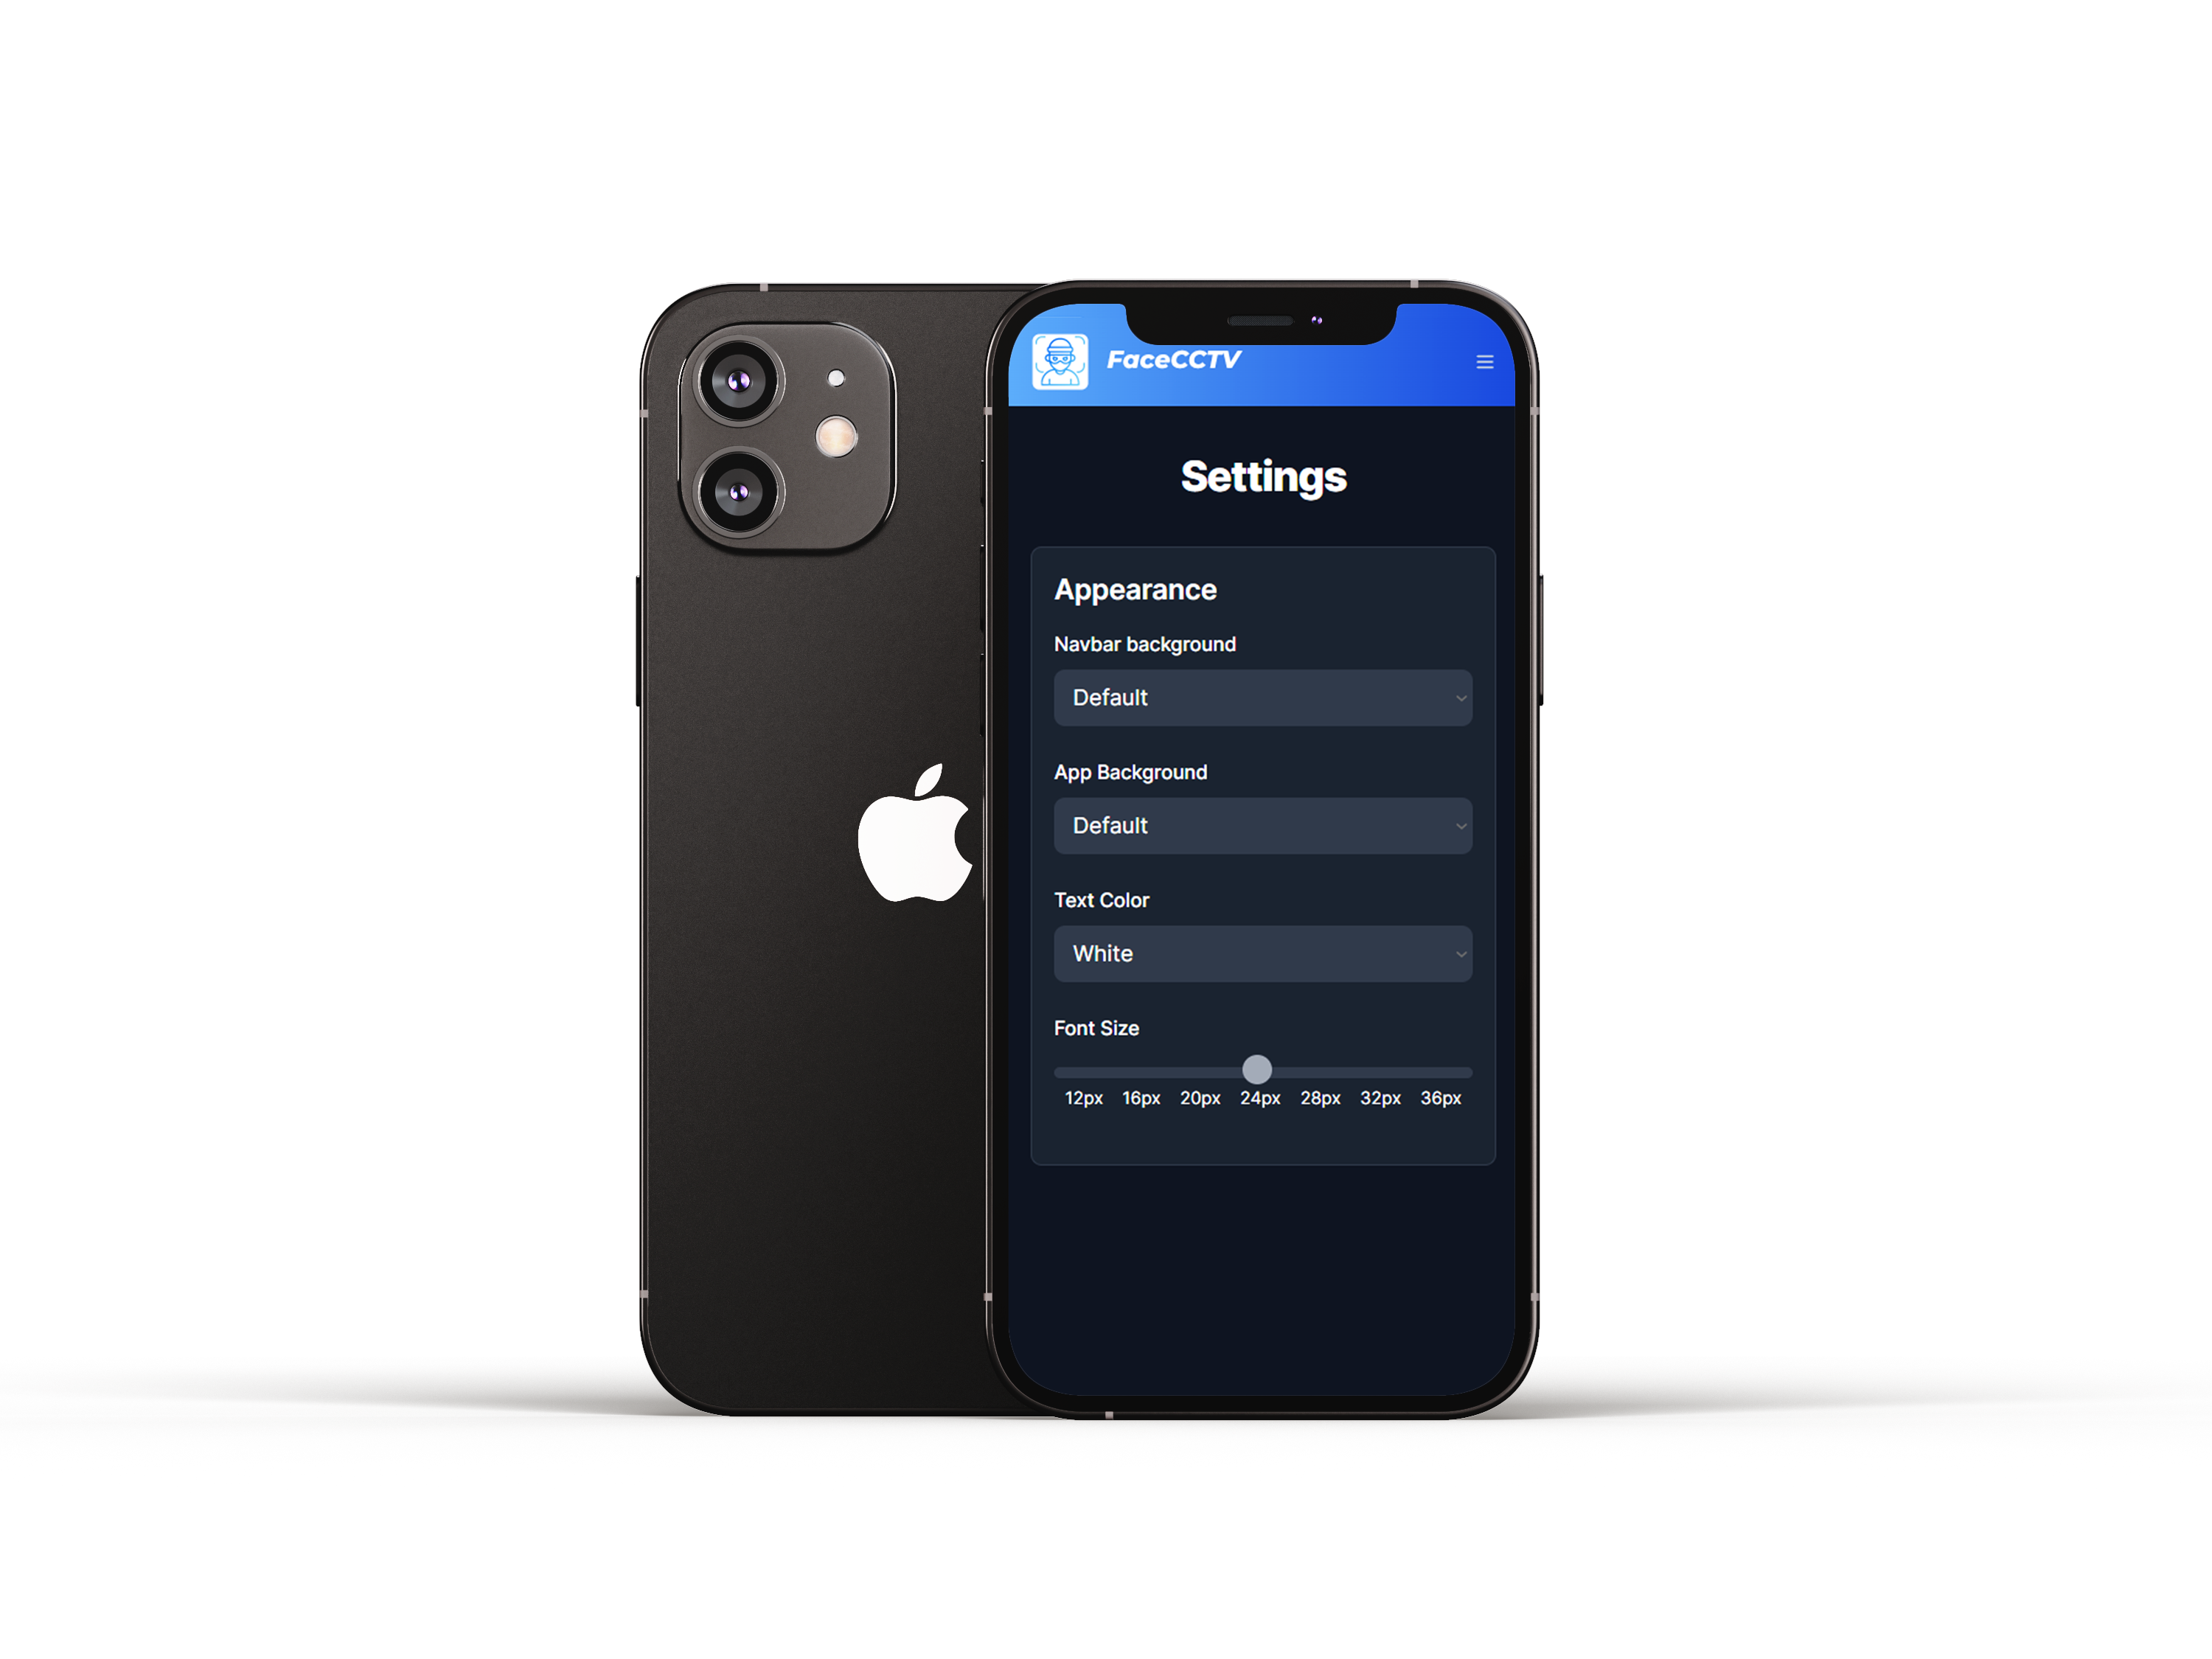 FaceCCTV
Settings
Appearance
Navbar background
Default
App Background
Default
Text Color
White
Font Size
12px 16px 20px 24px 28px 32px 36px